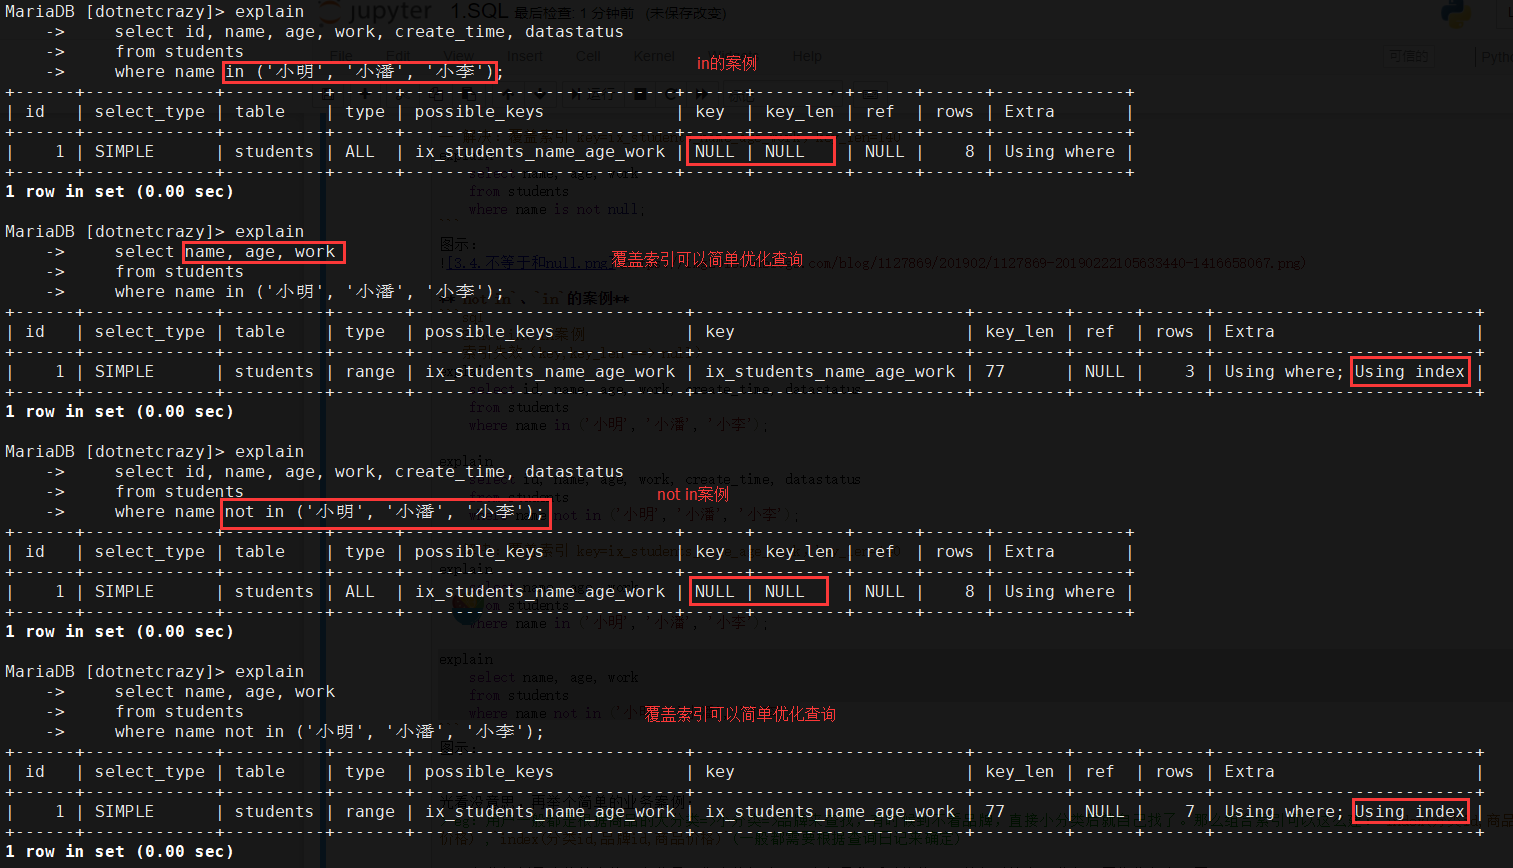 MariaDB [dotnetcrazy]> explain
    ->     select id, name, age, work, create_time, datastatus
    ->     from students
    ->     where name in ('小明', '小潘', '小李');
in的案例
+------+-------------+----------+------+---------------------------+------+---------+------+------+-------------+
| id   | select_type | table    | type | possible_keys             | key  | key_len | ref  | rows | Extra       |
+------+-------------+----------+------+---------------------------+------+---------+------+------+-------------+
|    1 | SIMPLE      | students | ALL  | ix_students_name_age_work | NULL | NULL    | NULL |    8 | Using where |
+------+-------------+----------+------+---------------------------+------+---------+------+------+-------------+
1 row in set (0.00 sec)
MariaDB [dotnetcrazy]> explain
    ->     select name, age, work
覆盖索引可以简单优化查询
    ->     from students
    ->     where name in ('小明', '小潘', '小李');
+------+-------------+----------+-------+---------------------------+---------------------------+---------+------+------+--------------------------+
| id   | select_type | table    | type  | possible_keys             | key                       | key_len | ref  | rows | Extra                    |
+------+-------------+----------+-------+---------------------------+---------------------------+---------+------+------+--------------------------+
|    1 | SIMPLE      | students | range | ix_students_name_age_work | ix_students_name_age_work | 77      | NULL |    3 | Using where; Using index |
+------+-------------+----------+-------+---------------------------+---------------------------+---------+------+------+--------------------------+
1 row in set (0.00 sec)
MariaDB [dotnetcrazy]> explain
    ->     select id, name, age, work, create_time, datastatus
    ->     from students
not in案例
    ->     where name not in ('小明', '小潘', '小李');
+------+-------------+----------+------+---------------------------+------+---------+------+------+-------------+
| id   | select_type | table    | type | possible_keys             | key  | key_len | ref  | rows | Extra       |
+------+-------------+----------+------+---------------------------+------+---------+------+------+-------------+
|    1 | SIMPLE      | students | ALL  | ix_students_name_age_work | NULL | NULL    | NULL |    8 | Using where |
+------+-------------+----------+------+---------------------------+------+---------+------+------+-------------+
1 row in set (0.00 sec)
MariaDB [dotnetcrazy]> explain
    ->     select name, age, work
    ->     from students
覆盖索引可以简单优化查询
    ->     where name not in ('小明', '小潘', '小李');
+------+-------------+----------+-------+---------------------------+---------------------------+---------+------+------+--------------------------+
| id   | select_type | table    | type  | possible_keys             | key                       | key_len | ref  | rows | Extra                    |
+------+-------------+----------+-------+---------------------------+---------------------------+---------+------+------+--------------------------+
|    1 | SIMPLE      | students | range | ix_students_name_age_work | ix_students_name_age_work | 77      | NULL |    7 | Using where; Using index |
+------+-------------+----------+-------+---------------------------+---------------------------+---------+------+------+--------------------------+
1 row in set (0.00 sec)